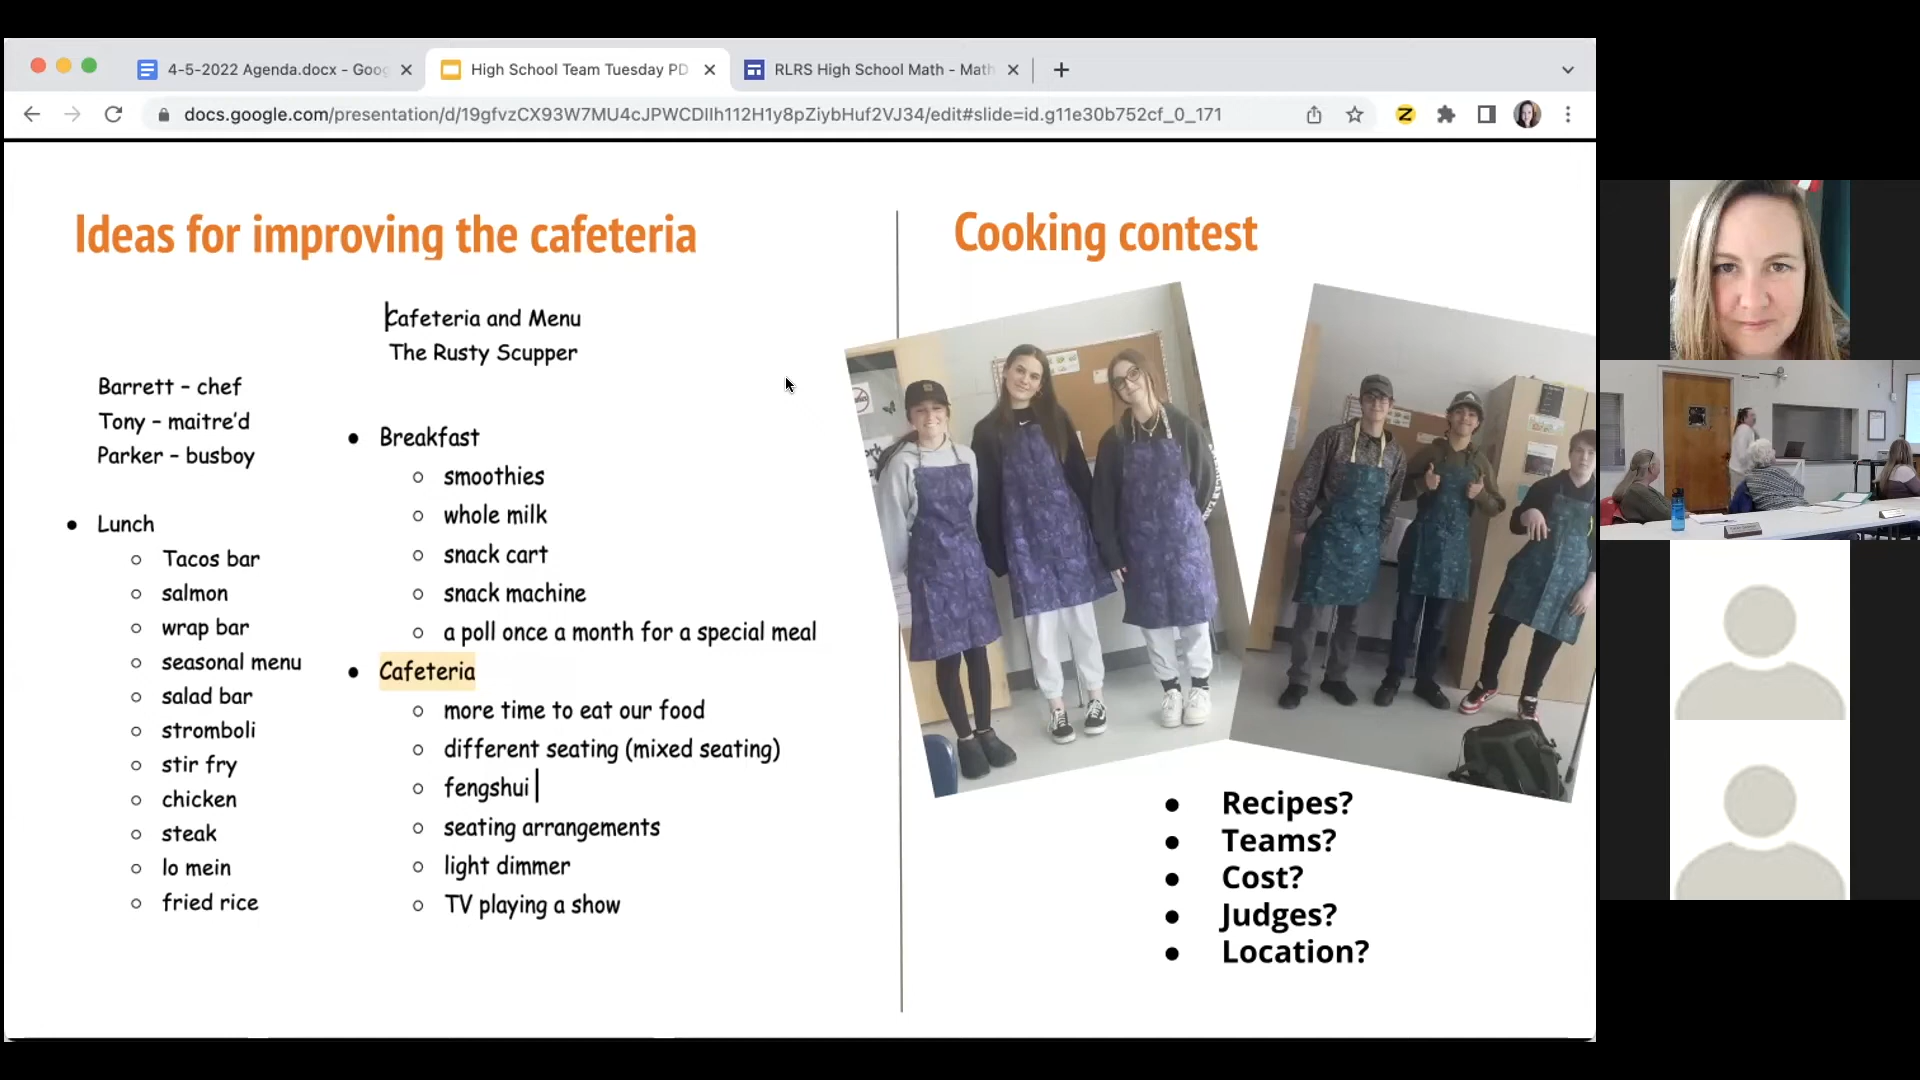 4-5-2022 Agenda.docx - Goog
High School Team Tuesday PD
RLRS High School Math - Math
docs.google.com/presentation/d/19gfvzCX93W7MU4cJPWCDIIh112H1y8pZiybHuf2VJ34/edit#slide=id.g11e30b752cf_0_171
Ideas for improving the cafeteria
Cafeteria and Menu
The Rusty Scupper
Barrett – chef
Tony – maitre'd
Parker – busboy
● Lunch
○ Tacos bar
○ salmon
○ wrap bar
○ seasonal menu
○ salad bar
○ stromboli
○ stir fry
○ chicken
○ steak
○ lo mein
○ fried rice
● Breakfast
○ smoothies
○ whole milk
○ snack cart
○ snack machine
○ a poll once a month for a special meal
● Cafeteria
○ more time to eat our food
○ different seating (mixed seating)
○ fengshui
○ seating arrangements
○ light dimmer
○ TV playing a show
Cooking contest
● Recipes?
● Teams?
● Cost?
● Judges?
● Location?